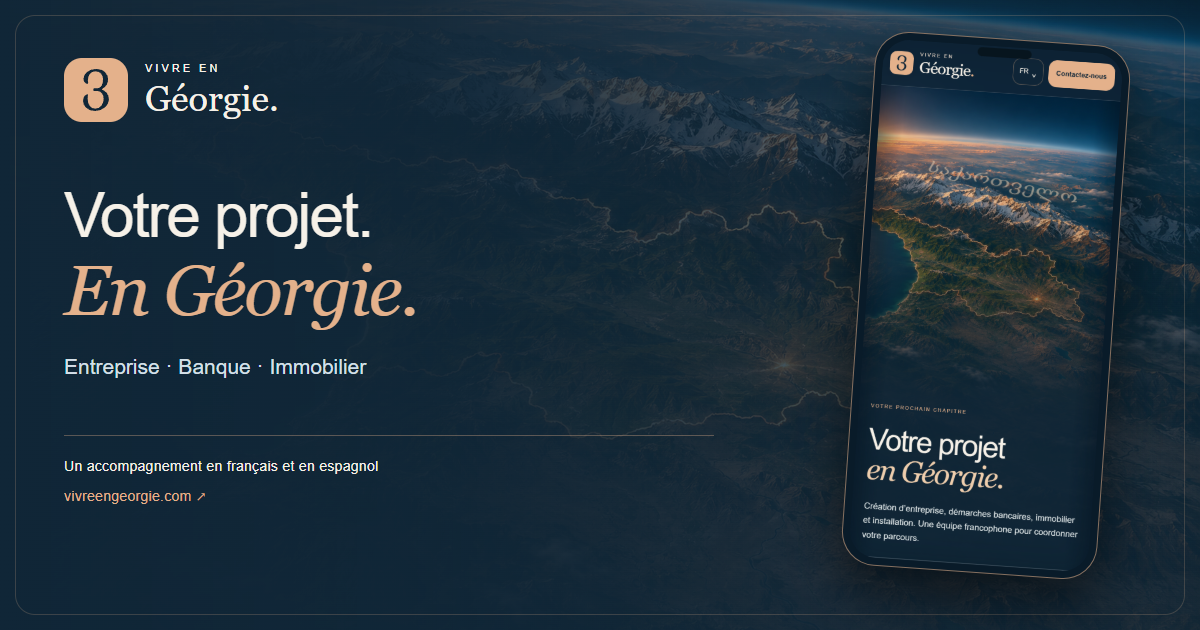 3
VIVRE EN
Géorgie.
Votre projet.
En Géorgie.
Entreprise · Banque · Immobilier
Un accompagnement en français et en espagnol
vivreengeorgie.com ↗
3
VIVRE EN
Géorgie.
FR
Contactez-nous
საქართველო
VOTRE PROCHAIN CHAPITRE
Votre projet
en Géorgie.
Création d'entreprise, démarches bancaires, immobilier
et installation. Une équipe francophone pour coordonner
votre parcours.